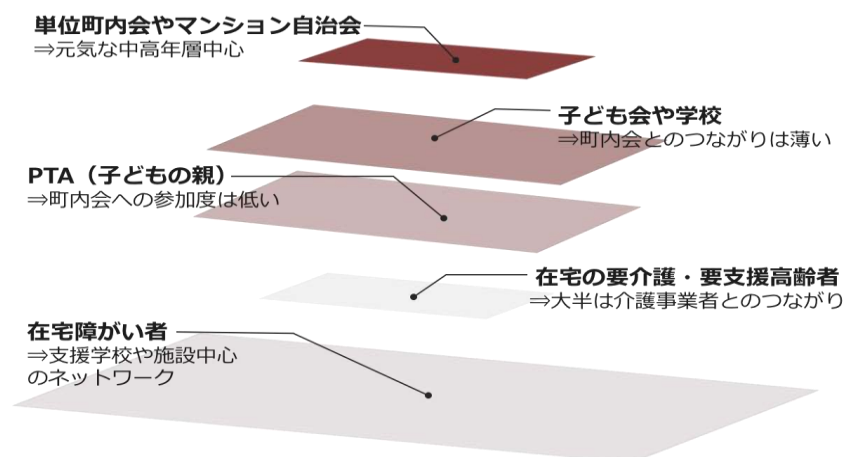 単位町内会やマンション自治会
⇒元気な中高年層中心
子ども会や学校
⇒町内会とのつながりは薄い
PTA（子どもの親）
⇒町内会への参加度は低い
在宅の要介護・要支援高齢者
⇒大半は介護事業者とのつながり
在宅障がい者
⇒支援学校や施設中心
のネットワーク